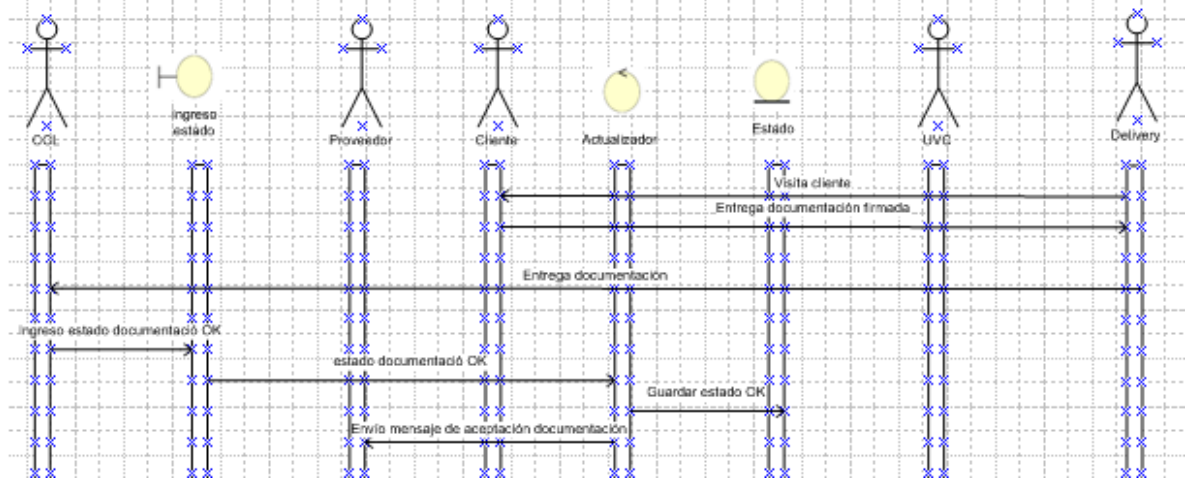 Ingreso
estado
CCL
Proveedor
Cliente
Actualizador
Estado
UVC
Delivery
Visita cliente
Entrega documentación firmada
Entrega documentación
Ingreso estado documentació OK
estado documentació OK
Guardar estado OK
Envío mensaje de aceptación documentación